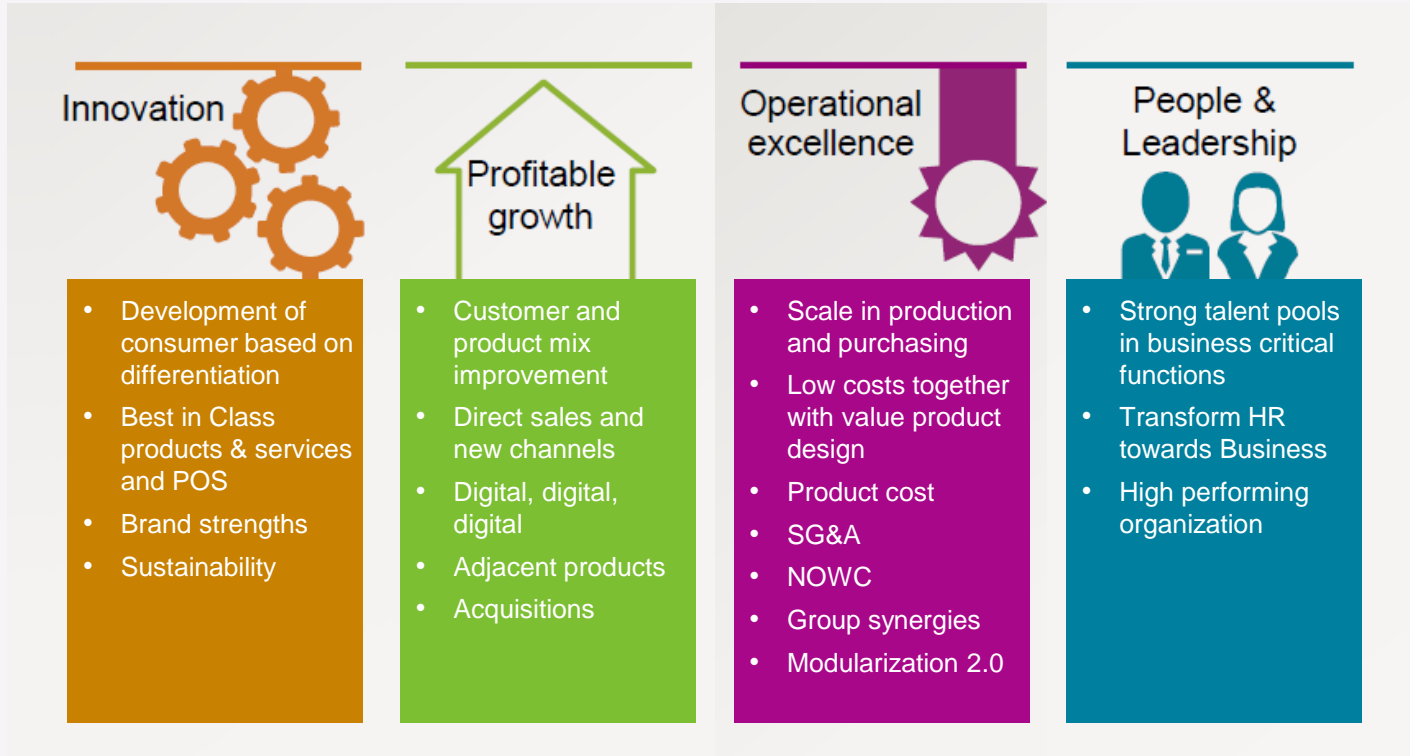 Innovation
• Development of
consumer based on
differentiation
• Best in Class
products & services
and POS
• Brand strengths
• Sustainability
Profitable
growth
• Customer and
product mix
improvement
• Direct sales and
new channels
• Digital, digital,
digital
• Adjacent products
• Acquisitions
Operational
excellence
• Scale in production
and purchasing
• Low costs together
with value product
design
• Product cost
• SG&A
• NOWC
• Group synergies
• Modularization 2.0
People &
Leadership
• Strong talent pools
in business critical
functions
• Transform HR
towards Business
• High performing
organization